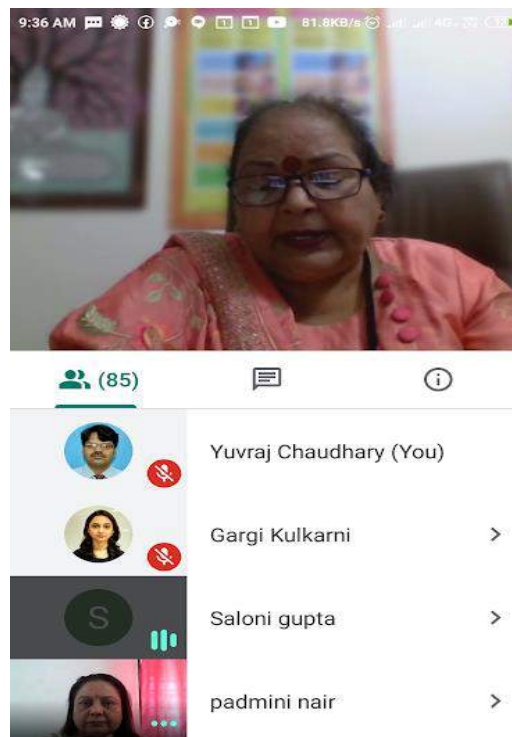 9:36 AM 81.8KB/s 4G
(85)
Yuvraj Chaudhary (You)
Gargi Kulkarni
S
Saloni gupta
padmini nair